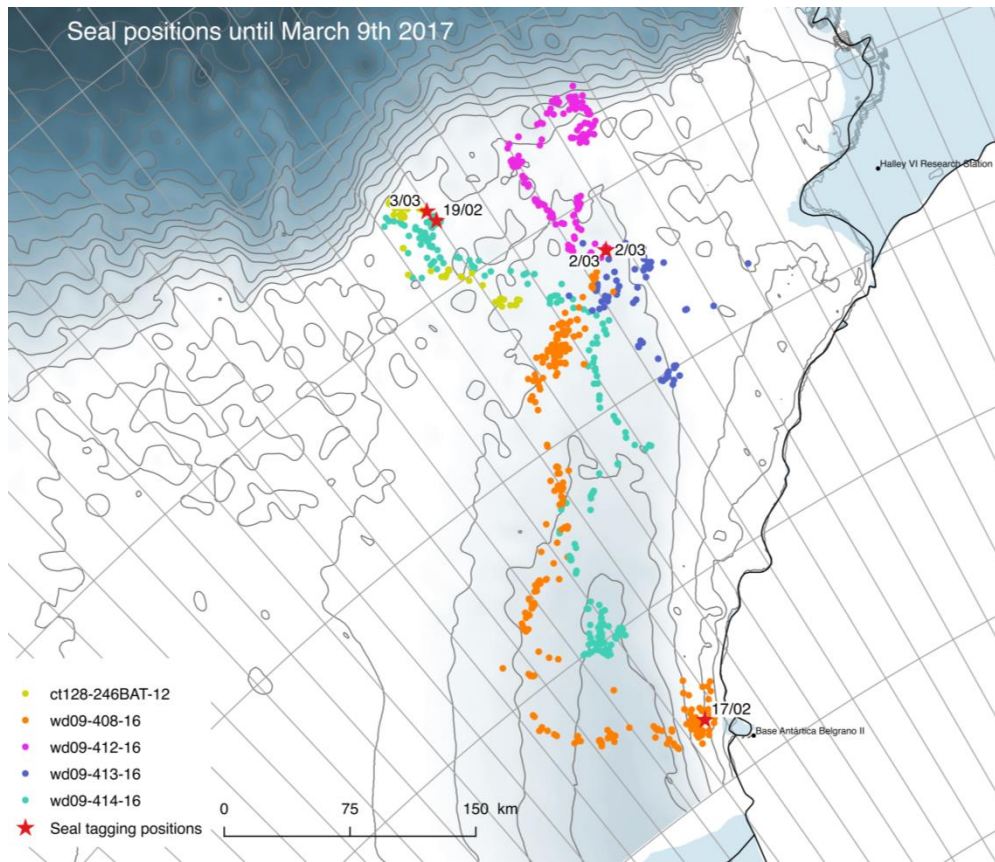 Seal positions until March 9th 2017
Halley VI Research Station
3/03
19/02
2/03
2/03
17/02
Base Antàrtica Belgrano II
ct128-246BAT-12
wd09-408-16
wd09-412-16
wd09-413-16
wd09-414-16
Seal tagging positions
0 75 150 km